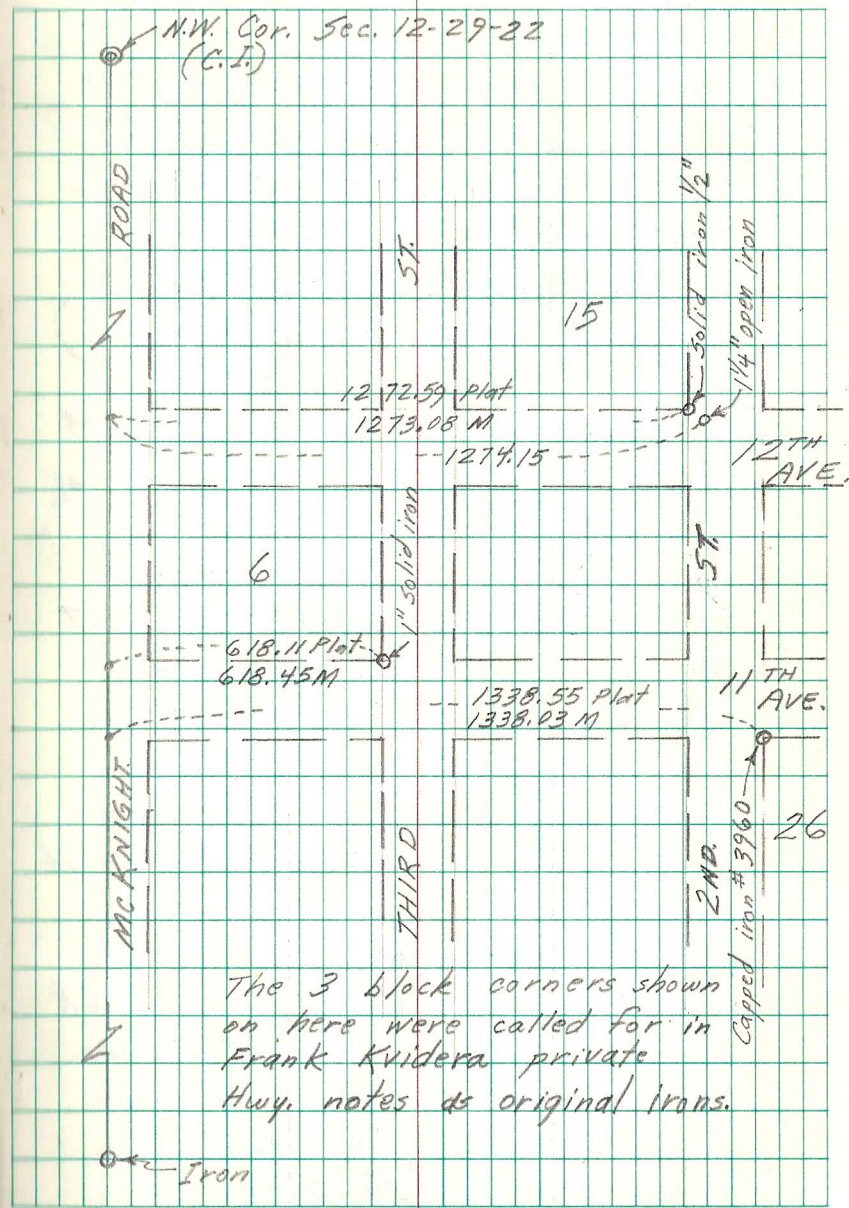 N.W. Cor. Sec. 12-29-22
(C.I.)
ROAD
ST.
15
Solid iron 1/2"
1 1/4" open iron
1272.59 Plat
1273.08 M
1274.15
12TH
AVE.
1" solid iron
6
ST.
618.11 Plat
618.45 M
11TH
AVE.
1338.55 Plat
1338.03 M
MCKNIGHT
THIRD
2ND.
Capped iron #3960
26
The 3 block corners shown
on here were called for in
Frank Kvidera private
Hwy. notes as original irons.
Iron